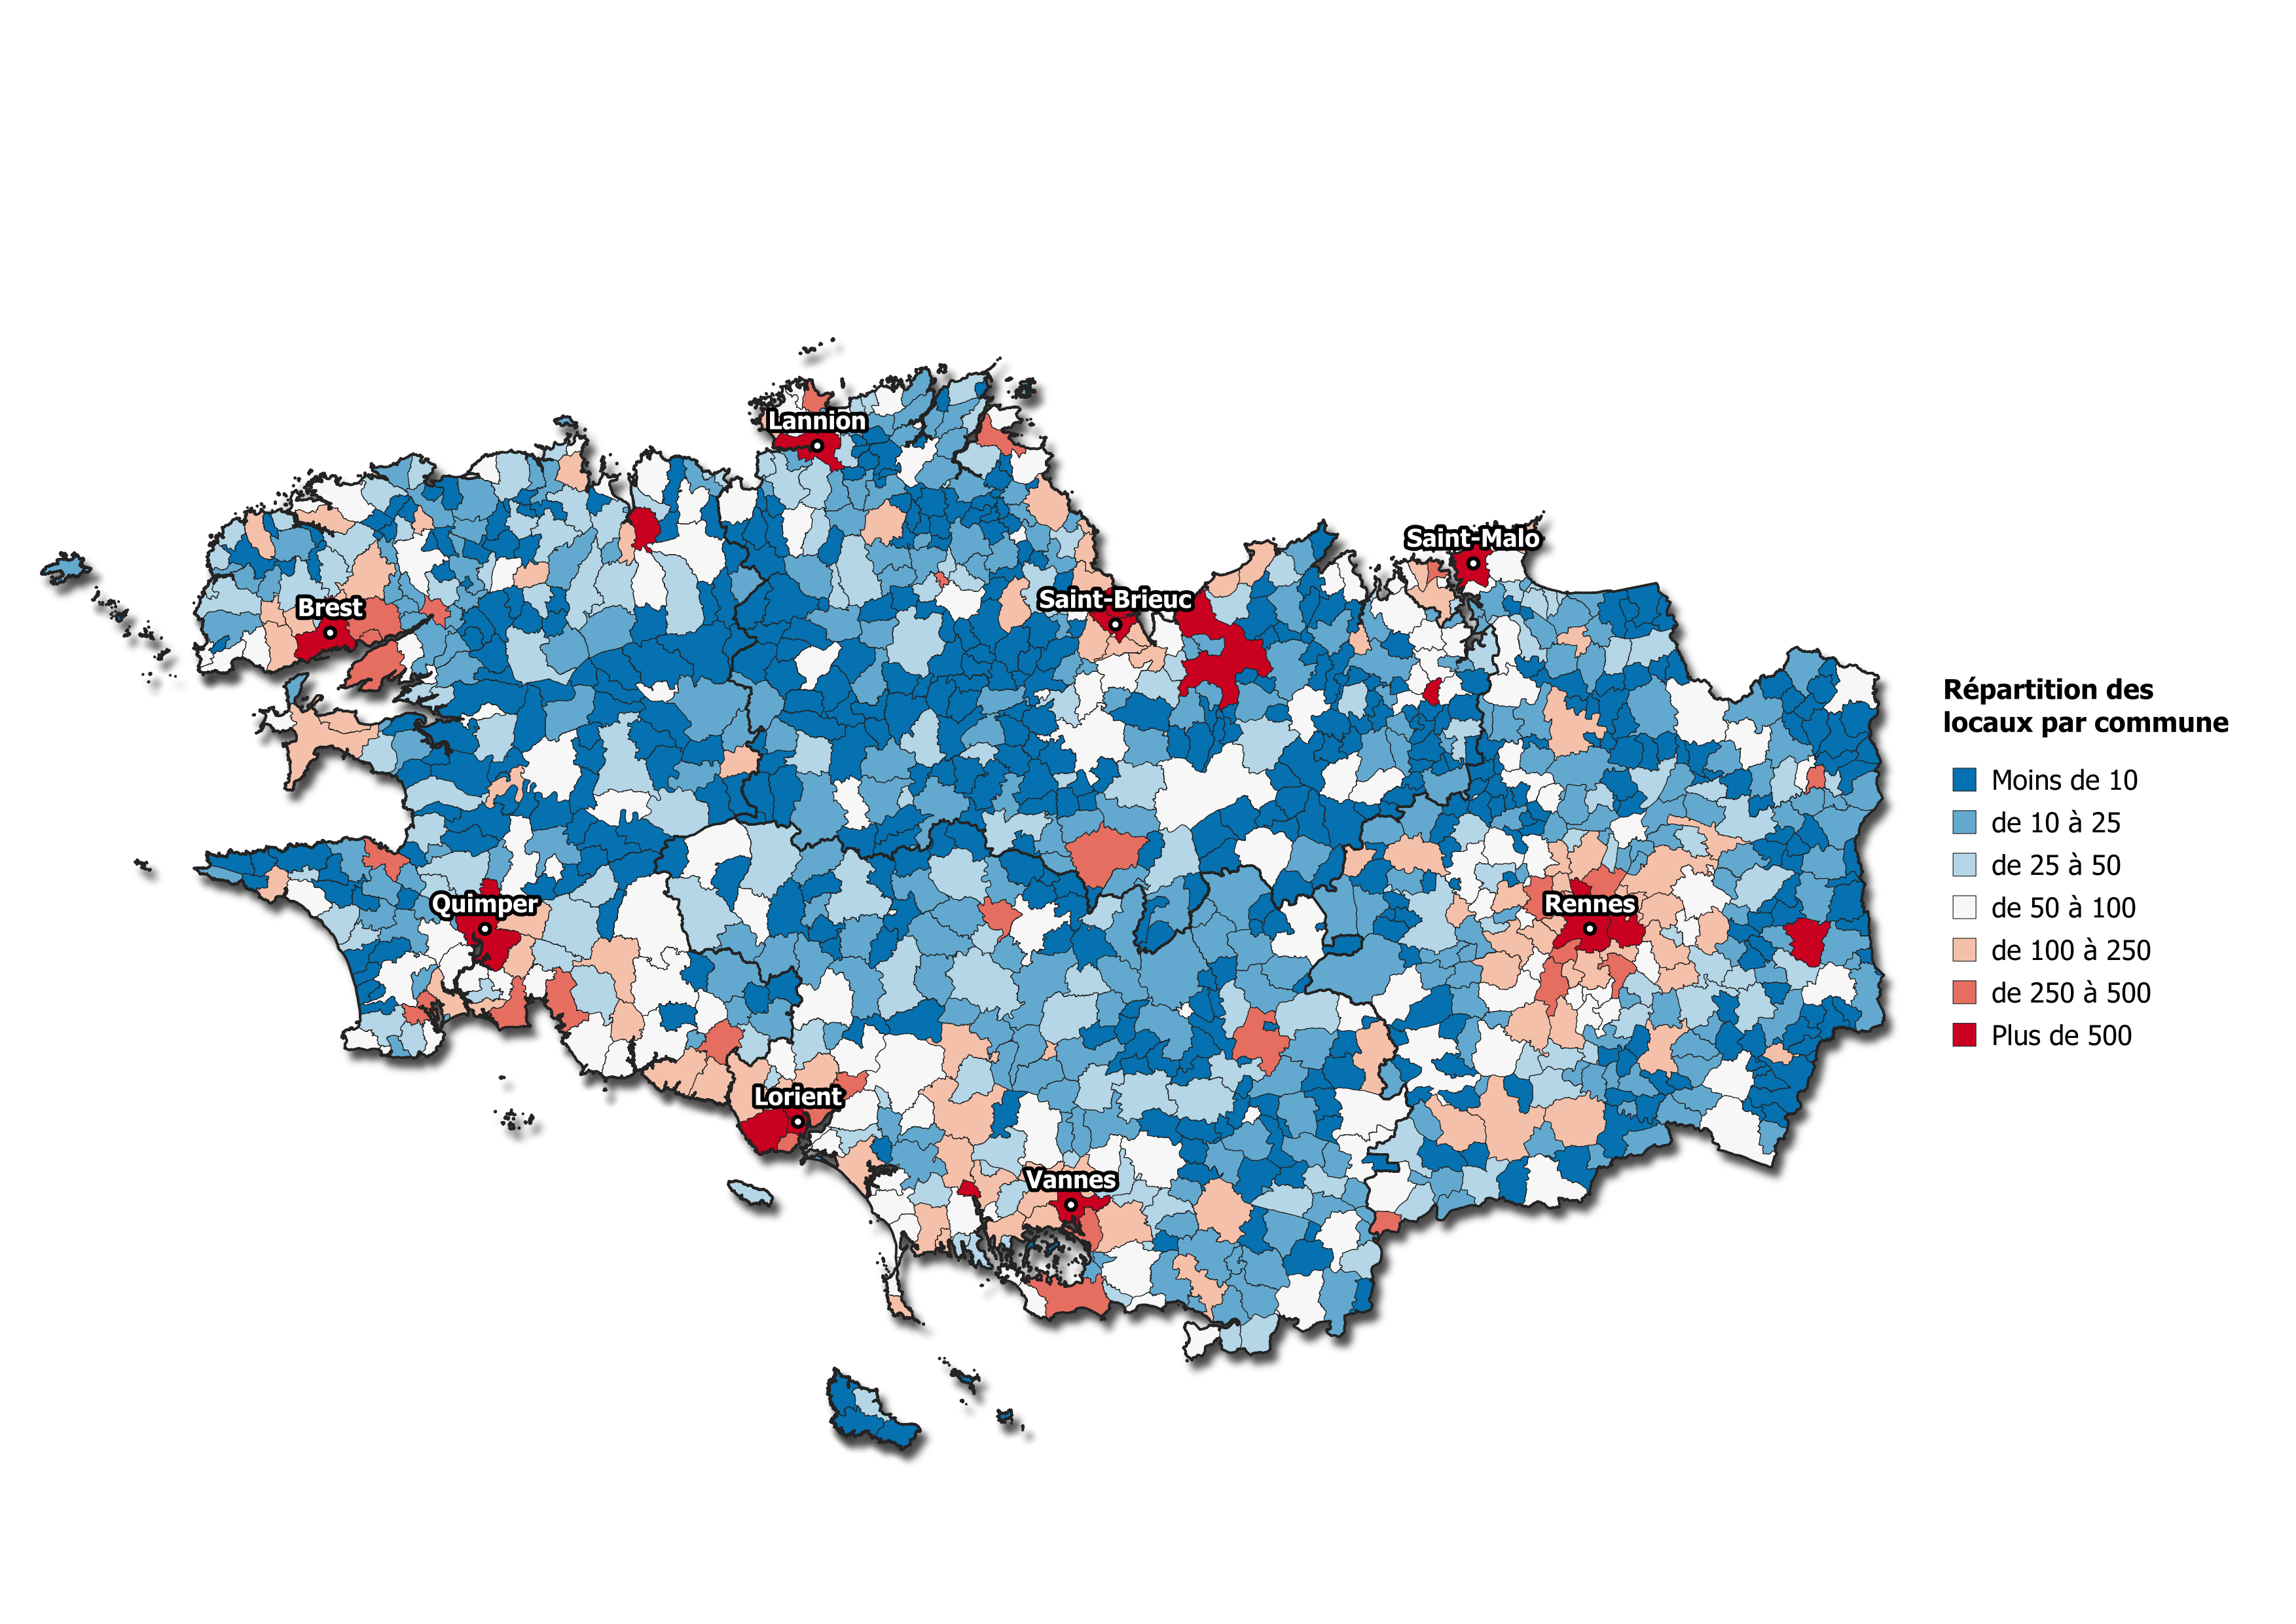 Lannion
Saint-Malo
Saint-Brieuc
Brest
Répartition des
locaux par commune
Moins de 10
de 10 à 25
de 25 à 50
de 50 à 100
de 100 à 250
de 250 à 500
Plus de 500
Quimper
Rennes
Lorient
Vannes